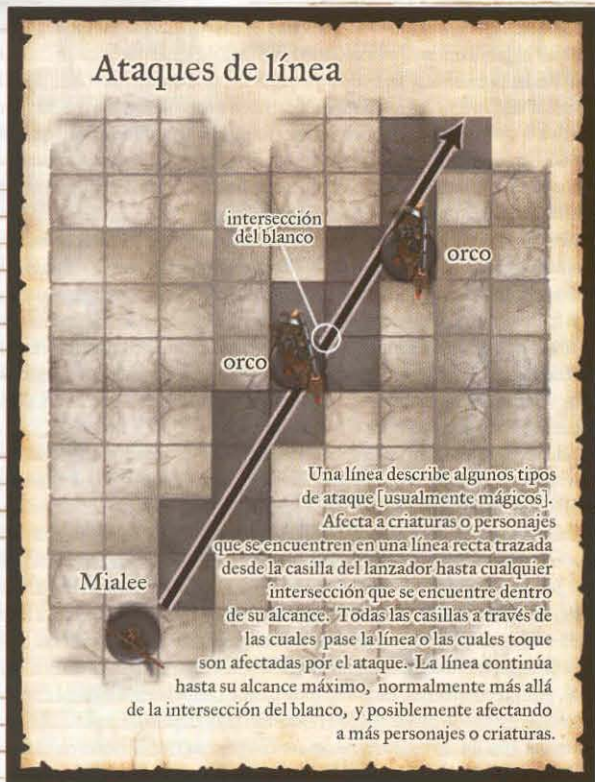 Ataques de línea
intersección
del blanco
orco
orco
Mialee
Una línea describe algunos tipos
de ataque [usualmente mágicos].
Afecta a criaturas o personajes
que se encuentren en una línea recta trazada
desde la casilla del lanzador hasta cualquier
intersección que se encuentre dentro
de su alcance. Todas las casillas a través de
las cuales pase la línea o las cuales toque
son afectadas por el ataque. La línea continúa
hasta su alcance máximo, normalmente más allá
de la intersección del blanco, y posiblemente afectando
a más personajes o criaturas.